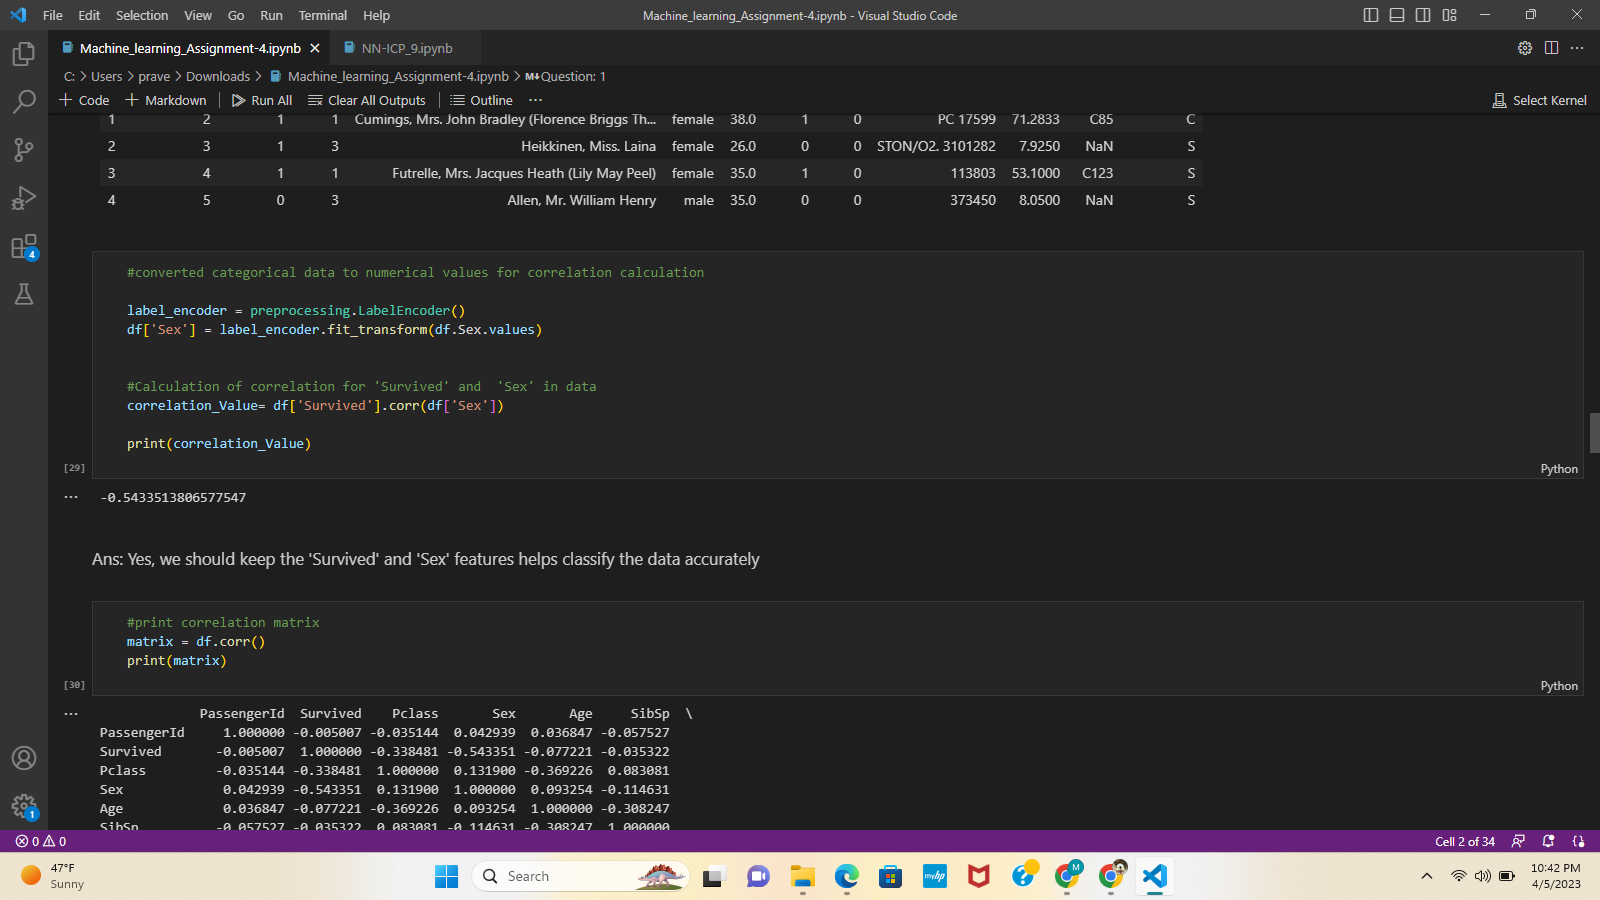 File Edit Selection View Go Run Terminal Help Machine_learning_Assignment-4.ipynb - Visual Studio Code
Machine_learning_Assignment-4.ipynb NN-ICP_9.ipynb
C: > Users > prave > Downloads > Machine_learning_Assignment-4.ipynb > M↓Question: 1
+ Code + Markdown Run All Clear All Outputs Outline ... Select Kernel
1 2 1 1 Cumings, Mrs. John Bradley (Florence Briggs Th... female 38.0 1 0 PC 17599 71.2833 C85 C
2 3 1 3 Heikkinen, Miss. Laina female 26.0 0 0 STON/O2. 3101282 7.9250 NaN S
3 4 1 1 Futrelle, Mrs. Jacques Heath (Lily May Peel) female 35.0 1 0 113803 53.1000 C123 S
4 5 0 3 Allen, Mr. William Henry male 35.0 0 0 373450 8.0500 NaN S
#converted categorical data to numerical values for correlation calculation
label_encoder = preprocessing.LabelEncoder()
df['Sex'] = label_encoder.fit_transform(df.Sex.values)
#Calculation of correlation for 'Survived' and  'Sex' in data
correlation_Value= df['Survived'].corr(df['Sex'])
print(correlation_Value)
[29] Python
... -0.5433513806577547
Ans: Yes, we should keep the 'Survived' and 'Sex' features helps classify the data accurately
#print correlation matrix
matrix = df.corr()
print(matrix)
[30] Python
... PassengerId Survived Pclass Sex Age SibSp \
PassengerId 1.000000 -0.005007 -0.035144 0.042939 0.036847 -0.057527
Survived -0.005007 1.000000 -0.338481 -0.543351 -0.077221 -0.035322
Pclass -0.035144 -0.338481 1.000000 0.131900 -0.369226 0.083081
Sex 0.042939 -0.543351 0.131900 1.000000 0.093254 -0.114631
Age 0.036847 -0.077221 -0.369226 0.093254 1.000000 -0.308247
SibSp -0.057527 -0.035322 0.083081 -0.114631 -0.308247 1.000000
4
1
0 0 Cell 2 of 34
47°F
Sunny
Search
myhp
M
10:42 PM
4/5/2023